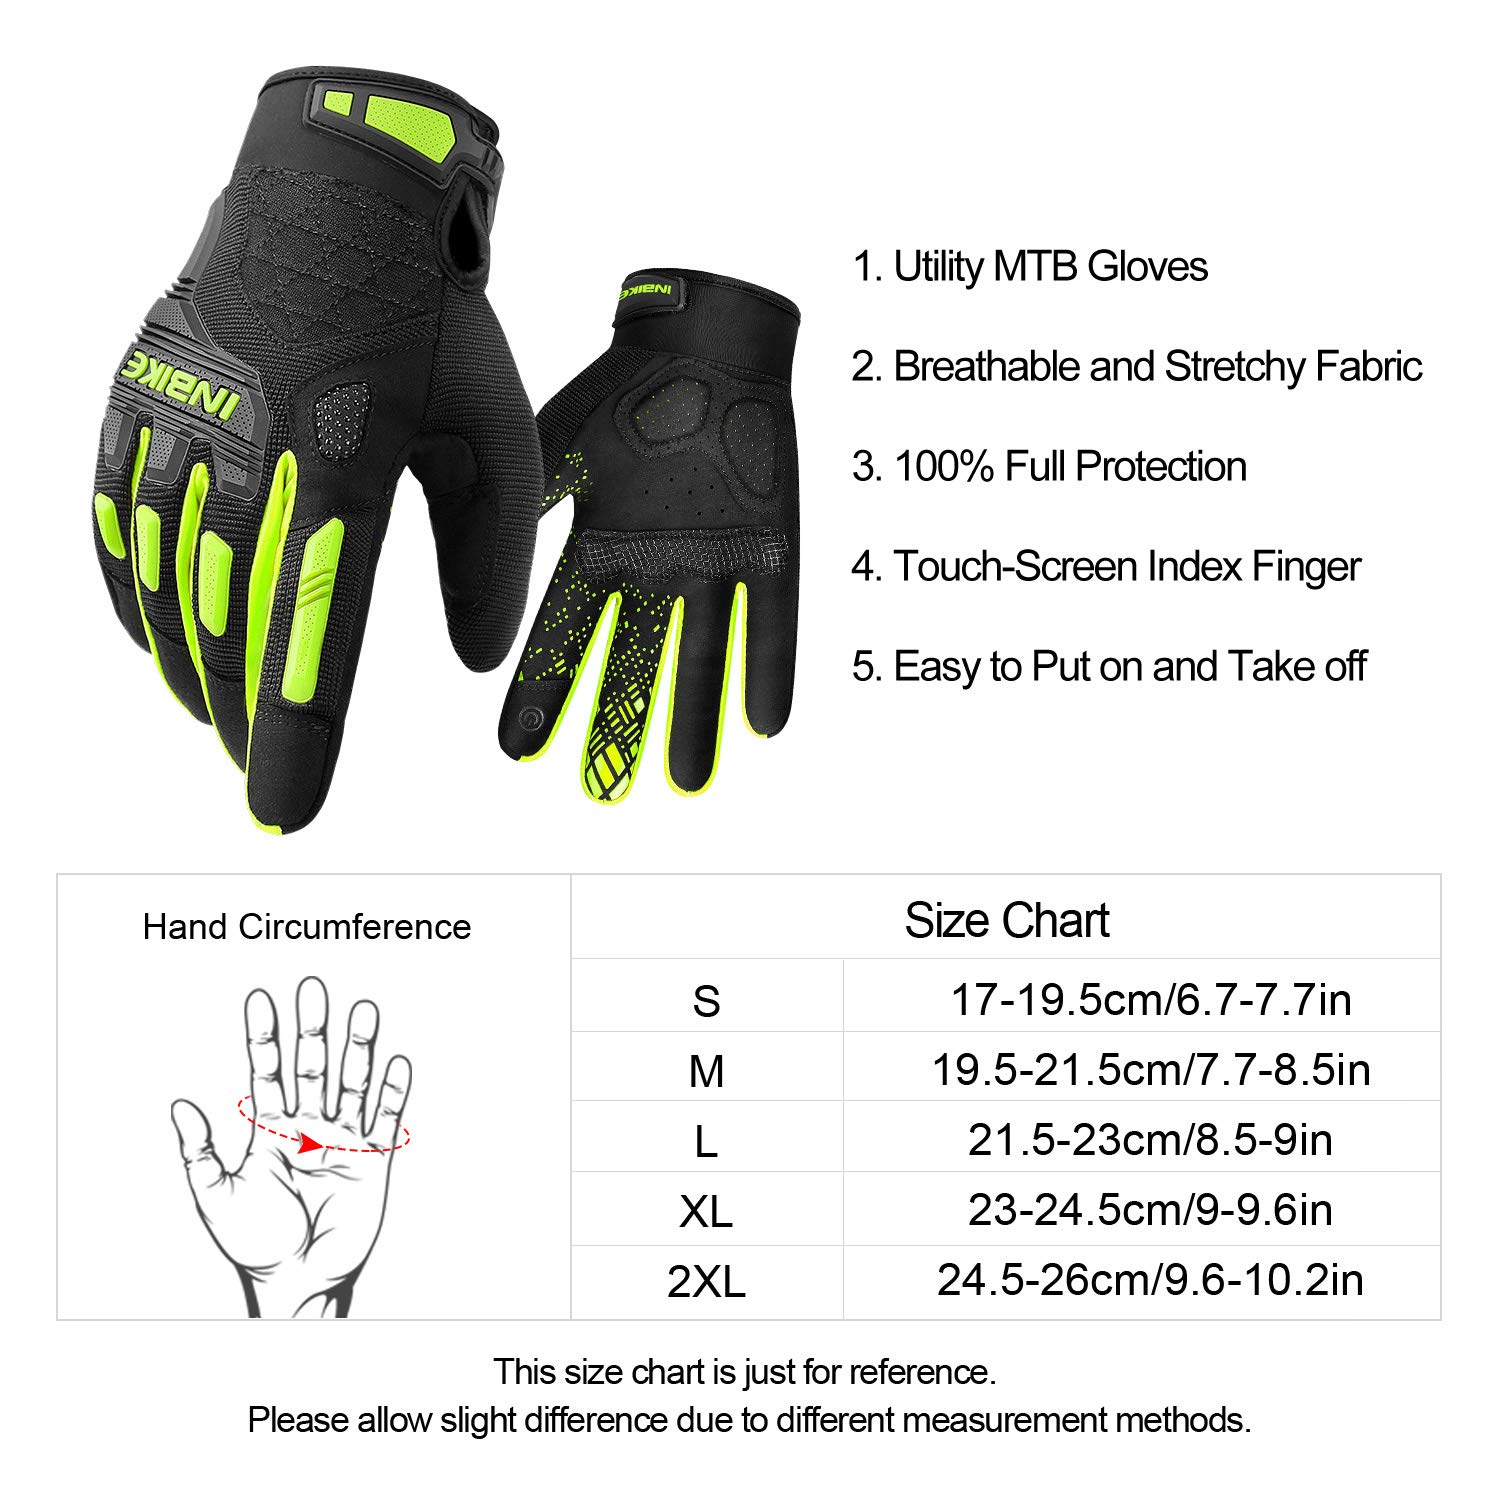 INBIKE
INBIKE
1. Utility MTB Gloves
2. Breathable and Stretchy Fabric
3. 100% Full Protection
4. Touch-Screen Index Finger
5. Easy to Put on and Take off
Hand Circumference
Size Chart
S 17-19.5cm/6.7-7.7in
M 19.5-21.5cm/7.7-8.5in
L 21.5-23cm/8.5-9in
XL 23-24.5cm/9-9.6in
2XL 24.5-26cm/9.6-10.2in
This size chart is just for reference.
Please allow slight difference due to different measurement methods.